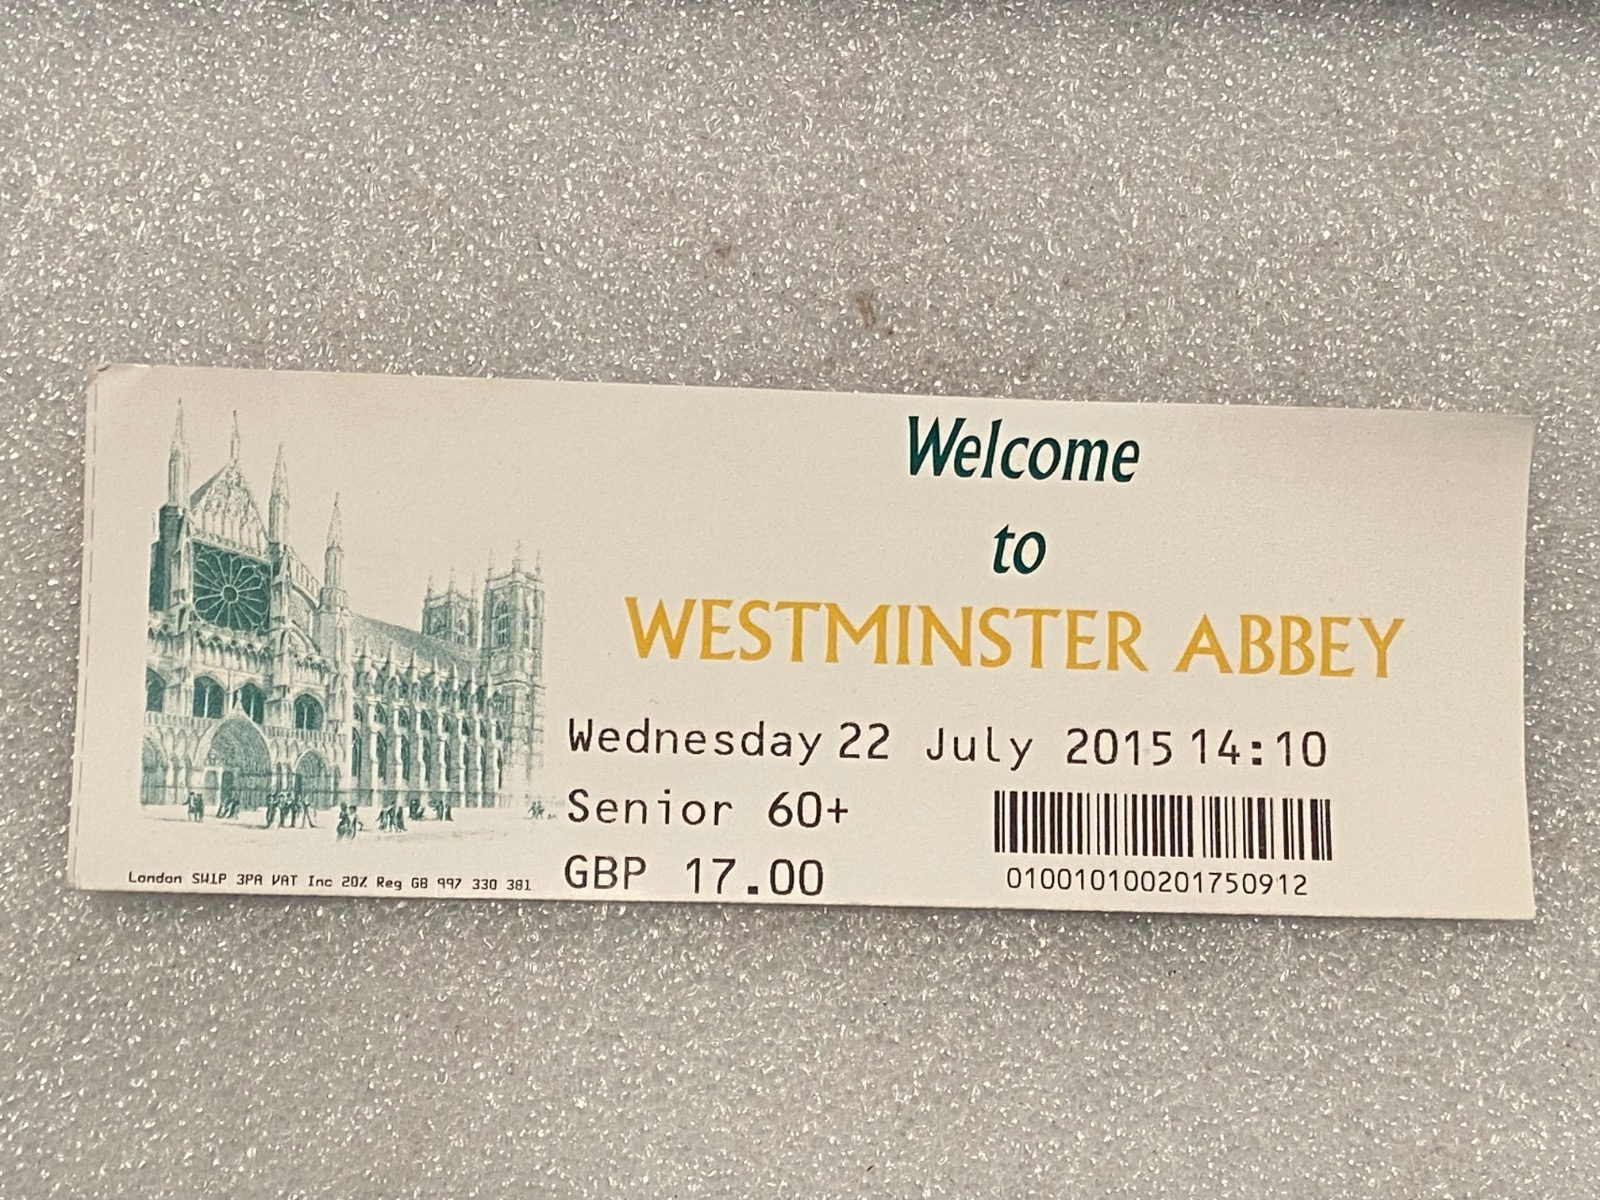 Welcome
to
WESTMINSTER ABBEY
Wednesday 22 July 2015 14:10
Senior 60+
GBP 17.00
010010100201750912
London SW1P 3PA VAT Inc 20% Reg GB 997 330 381